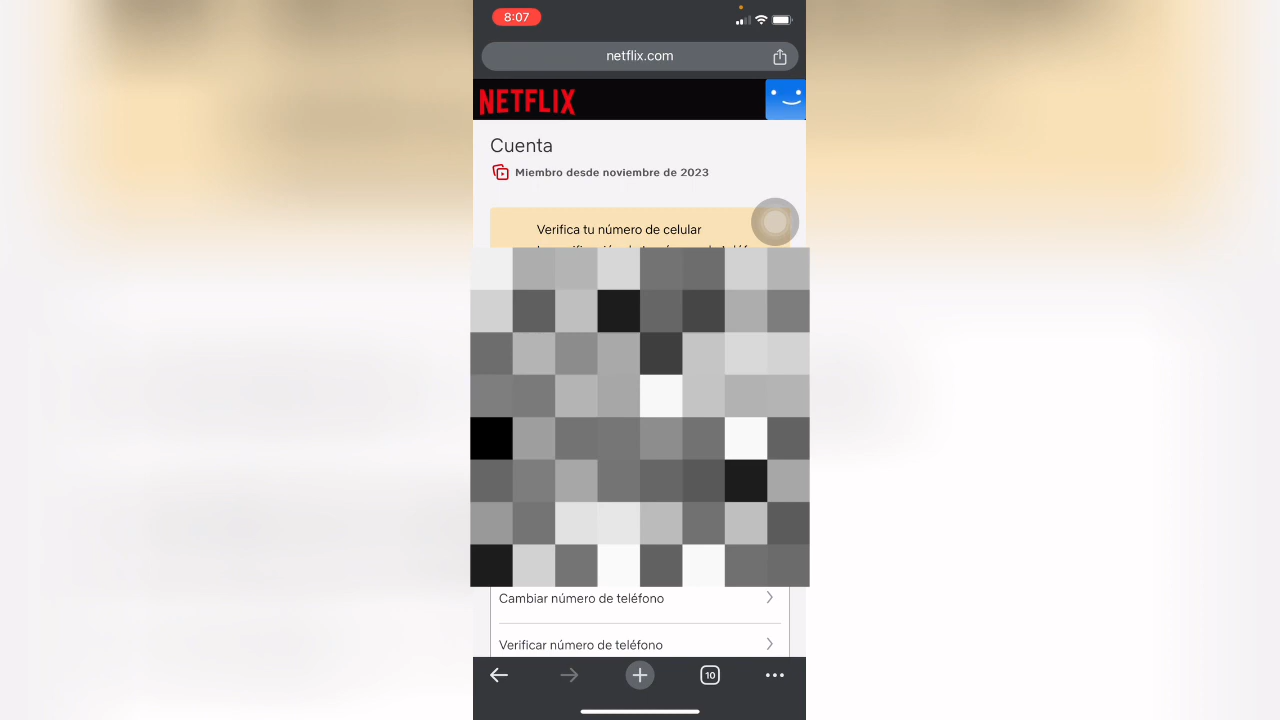 8:07
netflix.com
NETFLIX
Cuenta
Miembro desde noviembre de 2023
Verifica tu número de celular
Cambiar número de teléfono
Verificar número de teléfono
10